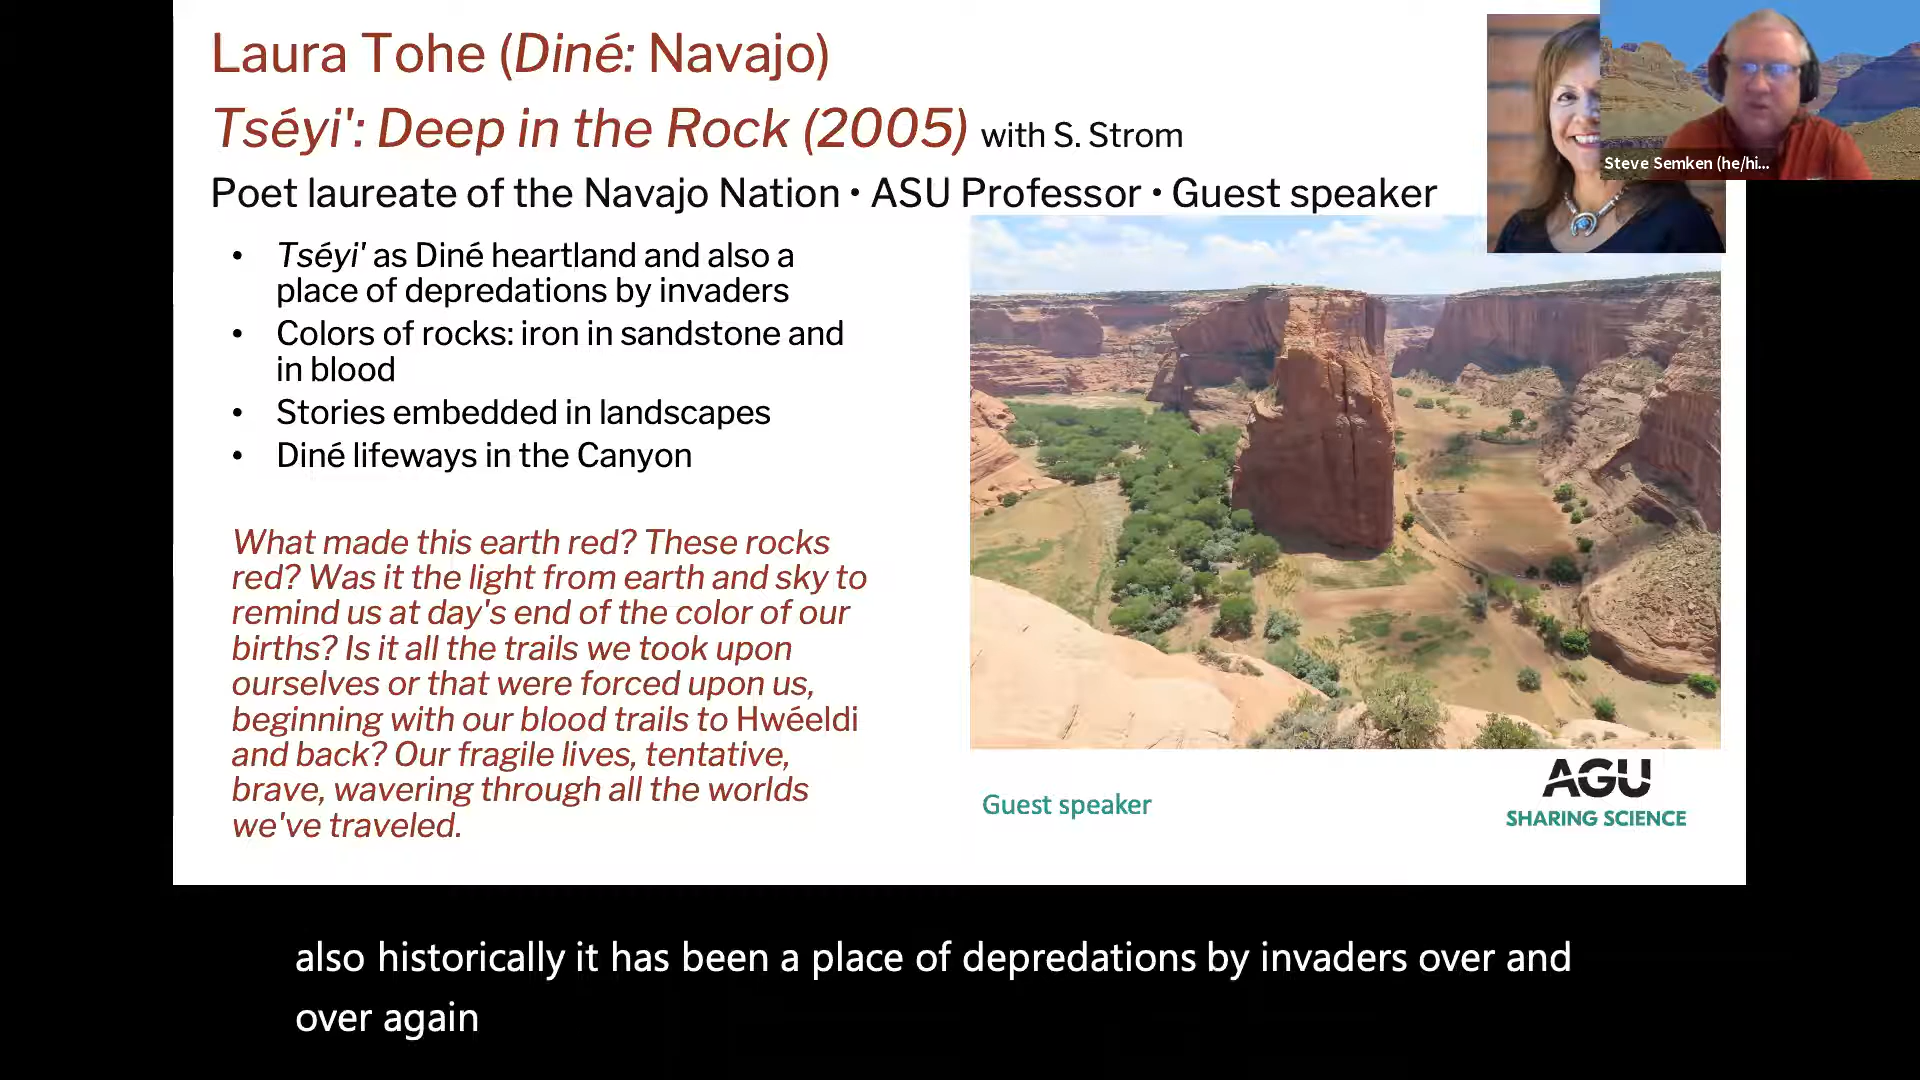 Laura Tohe (Diné: Navajo)
Tséyi': Deep in the Rock (2005) with S. Strom
Poet laureate of the Navajo Nation • ASU Professor • Guest speaker
• Tséyi' as Diné heartland and also a
place of depredations by invaders
• Colors of rocks: iron in sandstone and
in blood
• Stories embedded in landscapes
• Diné lifeways in the Canyon
What made this earth red? These rocks
red? Was it the light from earth and sky to
remind us at day's end of the color of our
births? Is it all the trails we took upon
ourselves or that were forced upon us,
beginning with our blood trails to Hwéeldi
and back? Our fragile lives, tentative,
brave, wavering through all the worlds
we've traveled.
Steve Semken (he/hi...
Guest speaker
AGU
SHARING SCIENCE
also historically it has been a place of depredations by invaders over and
over again